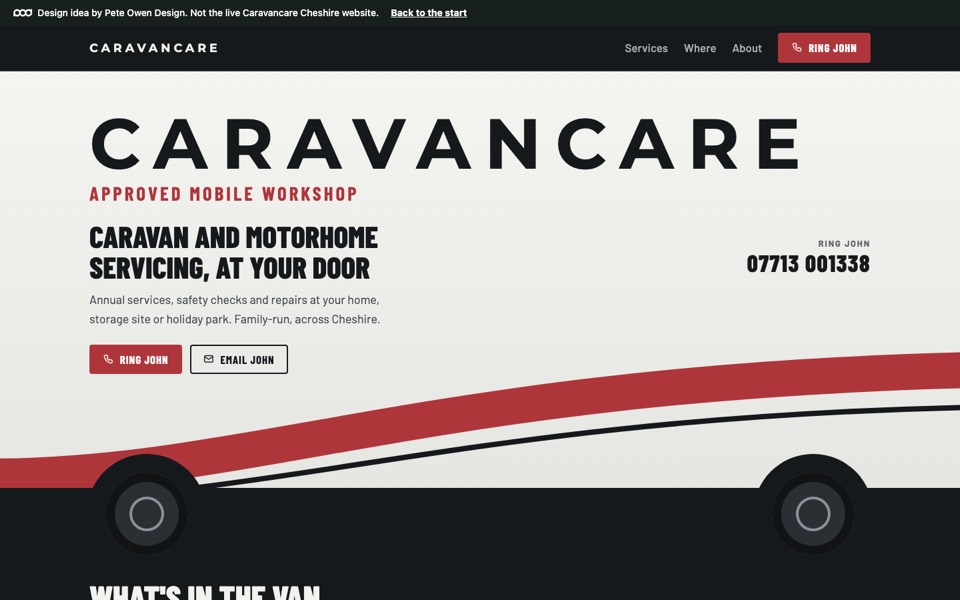 Design idea by Pete Owen Design. Not the live Caravancare Cheshire website. Back to the start
CARAVANCARE
Services Where About RING JOHN
CARAVANCARE
APPROVED MOBILE WORKSHOP
CARAVAN AND MOTORHOME
SERVICING, AT YOUR DOOR
Annual services, safety checks and repairs at your home,
storage site or holiday park. Family-run, across Cheshire.
RING JOHN EMAIL JOHN
RING JOHN
07713 001338
WHAT'S IN THE VAN